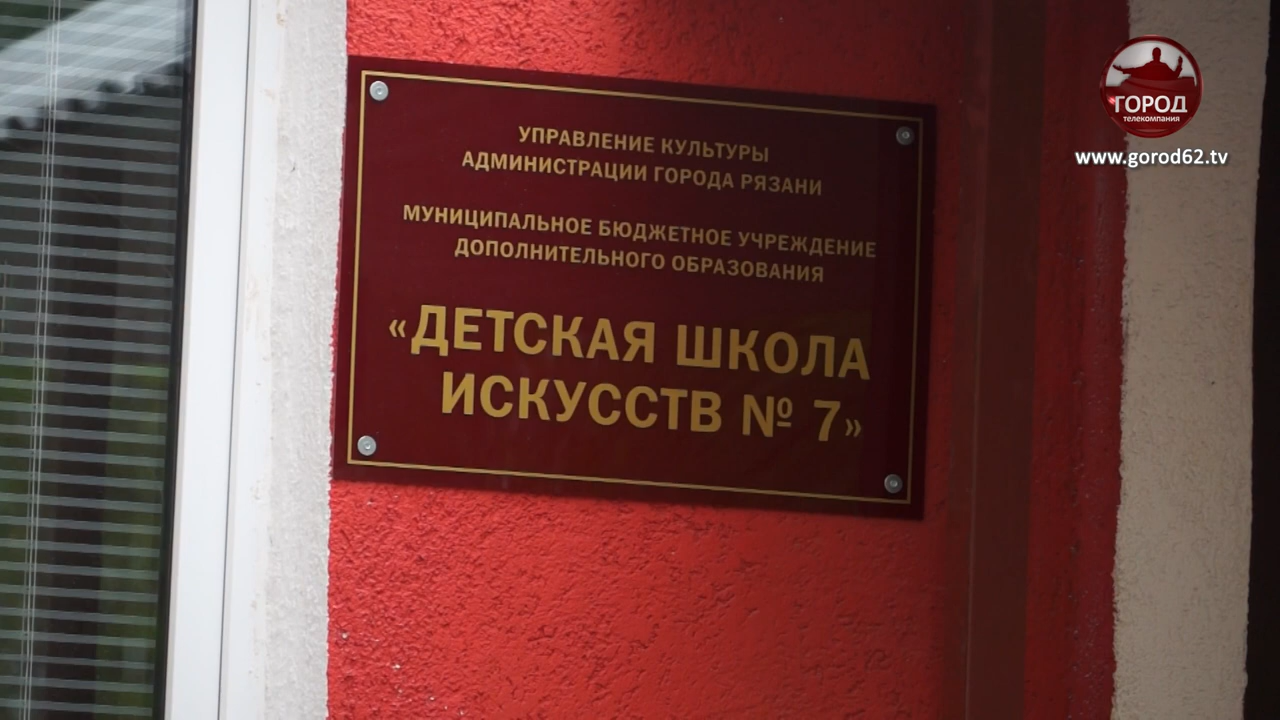 УПРАВЛЕНИЕ КУЛЬТУРЫ
АДМИНИСТРАЦИИ ГОРОДА РЯЗАНИ
МУНИЦИПАЛЬНОЕ БЮДЖЕТНОЕ УЧРЕЖДЕНИЕ
ДОПОЛНИТЕЛЬНОГО ОБРАЗОВАНИЯ
«ДЕТСКАЯ ШКОЛА
ИСКУССТВ № 7»
ГОРОД
телекомпания
www.gorod62.tv